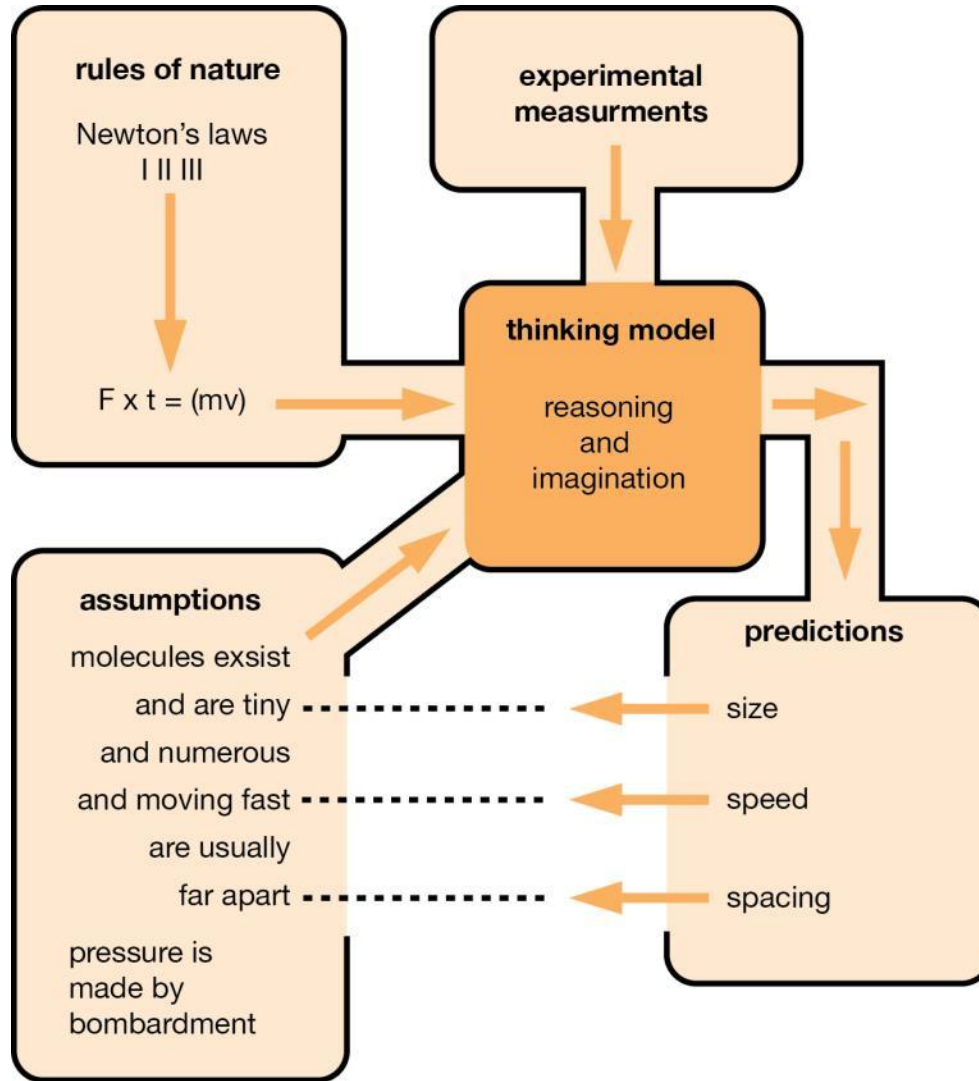 rules of nature
Newton’s laws
I II III
F x t = (mv)
experimental
measurments
thinking model
reasoning
and
imagination
assumptions
molecules exsist
and are tiny
and numerous
and moving fast
are usually
far apart
pressure is
made by
bombardment
predictions
size
speed
spacing